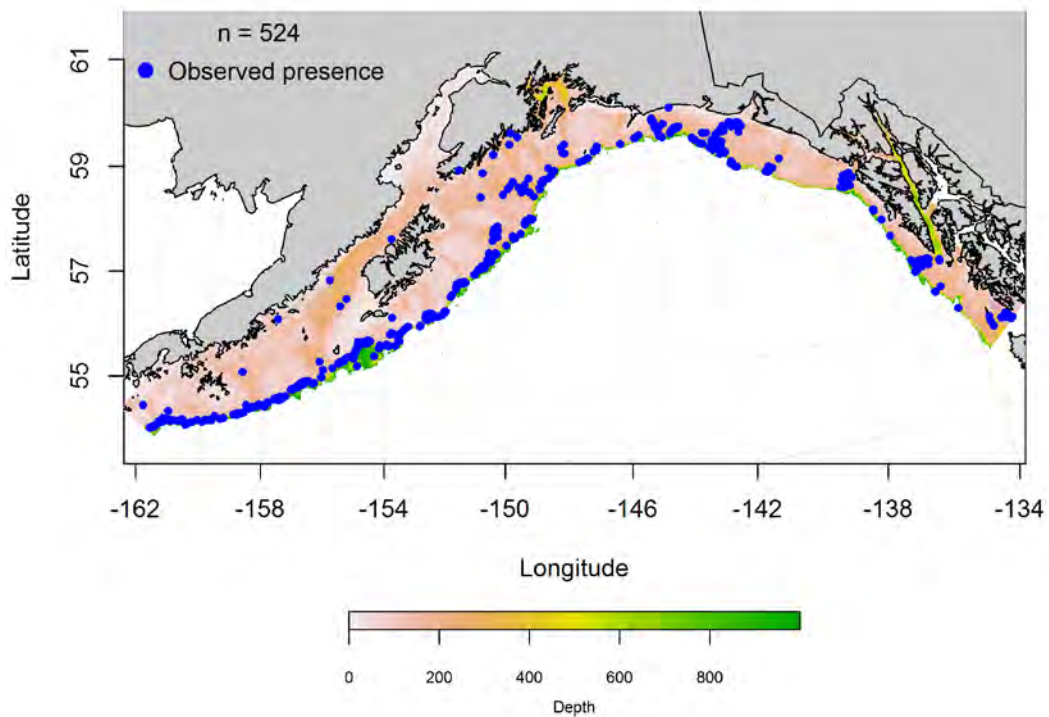 n = 524
Observed presence
61
59
57
55
Latitude
-162 -158 -154 -150 -146 -142 -138 -134
Longitude
0 200 400 600 800
Depth